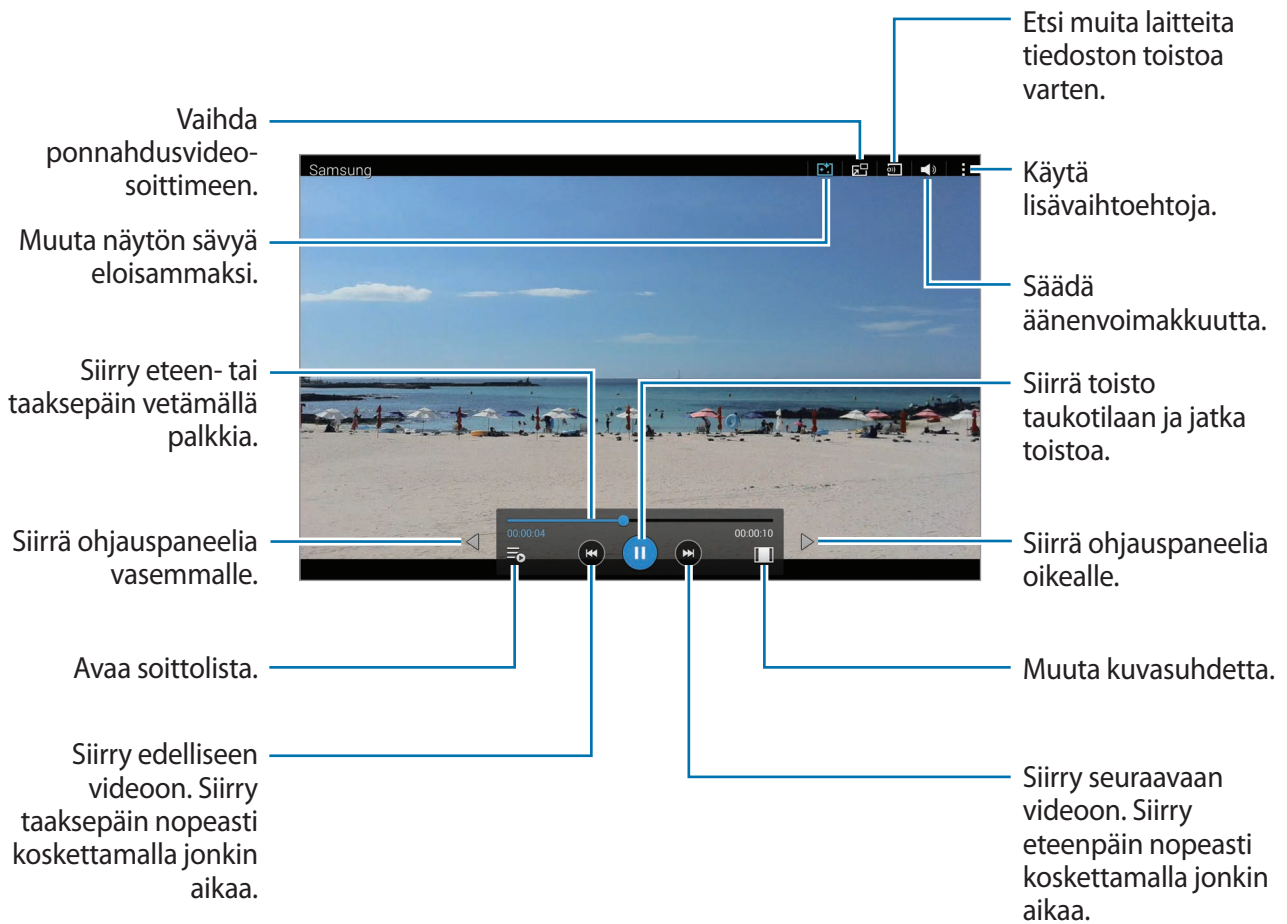 Etsi muita laitteita
tiedoston toistoa
varten.
Vaihda
ponnahdusvideo-
soittimeen.
Samsung
Käytä
lisävaihtoehtoja.
Muuta näytön sävyä
eloisammaksi.
Säädä
äänenvoimakkuutta.
Siirry eteen- tai
taaksepäin vetämällä
palkkia.
Siirrä toisto
taukotilaan ja jatka
toistoa.
00:00:04
00:00:10
Siirrä ohjauspaneelia
vasemmalle.
Siirrä ohjauspaneelia
oikealle.
Avaa soittolista.
Muuta kuvasuhdetta.
Siirry edelliseen
videoon. Siirry
taaksepäin nopeasti
koskettamalla jonkin
aikaa.
Siirry seuraavaan
videoon. Siirry
eteenpäin nopeasti
koskettamalla jonkin
aikaa.